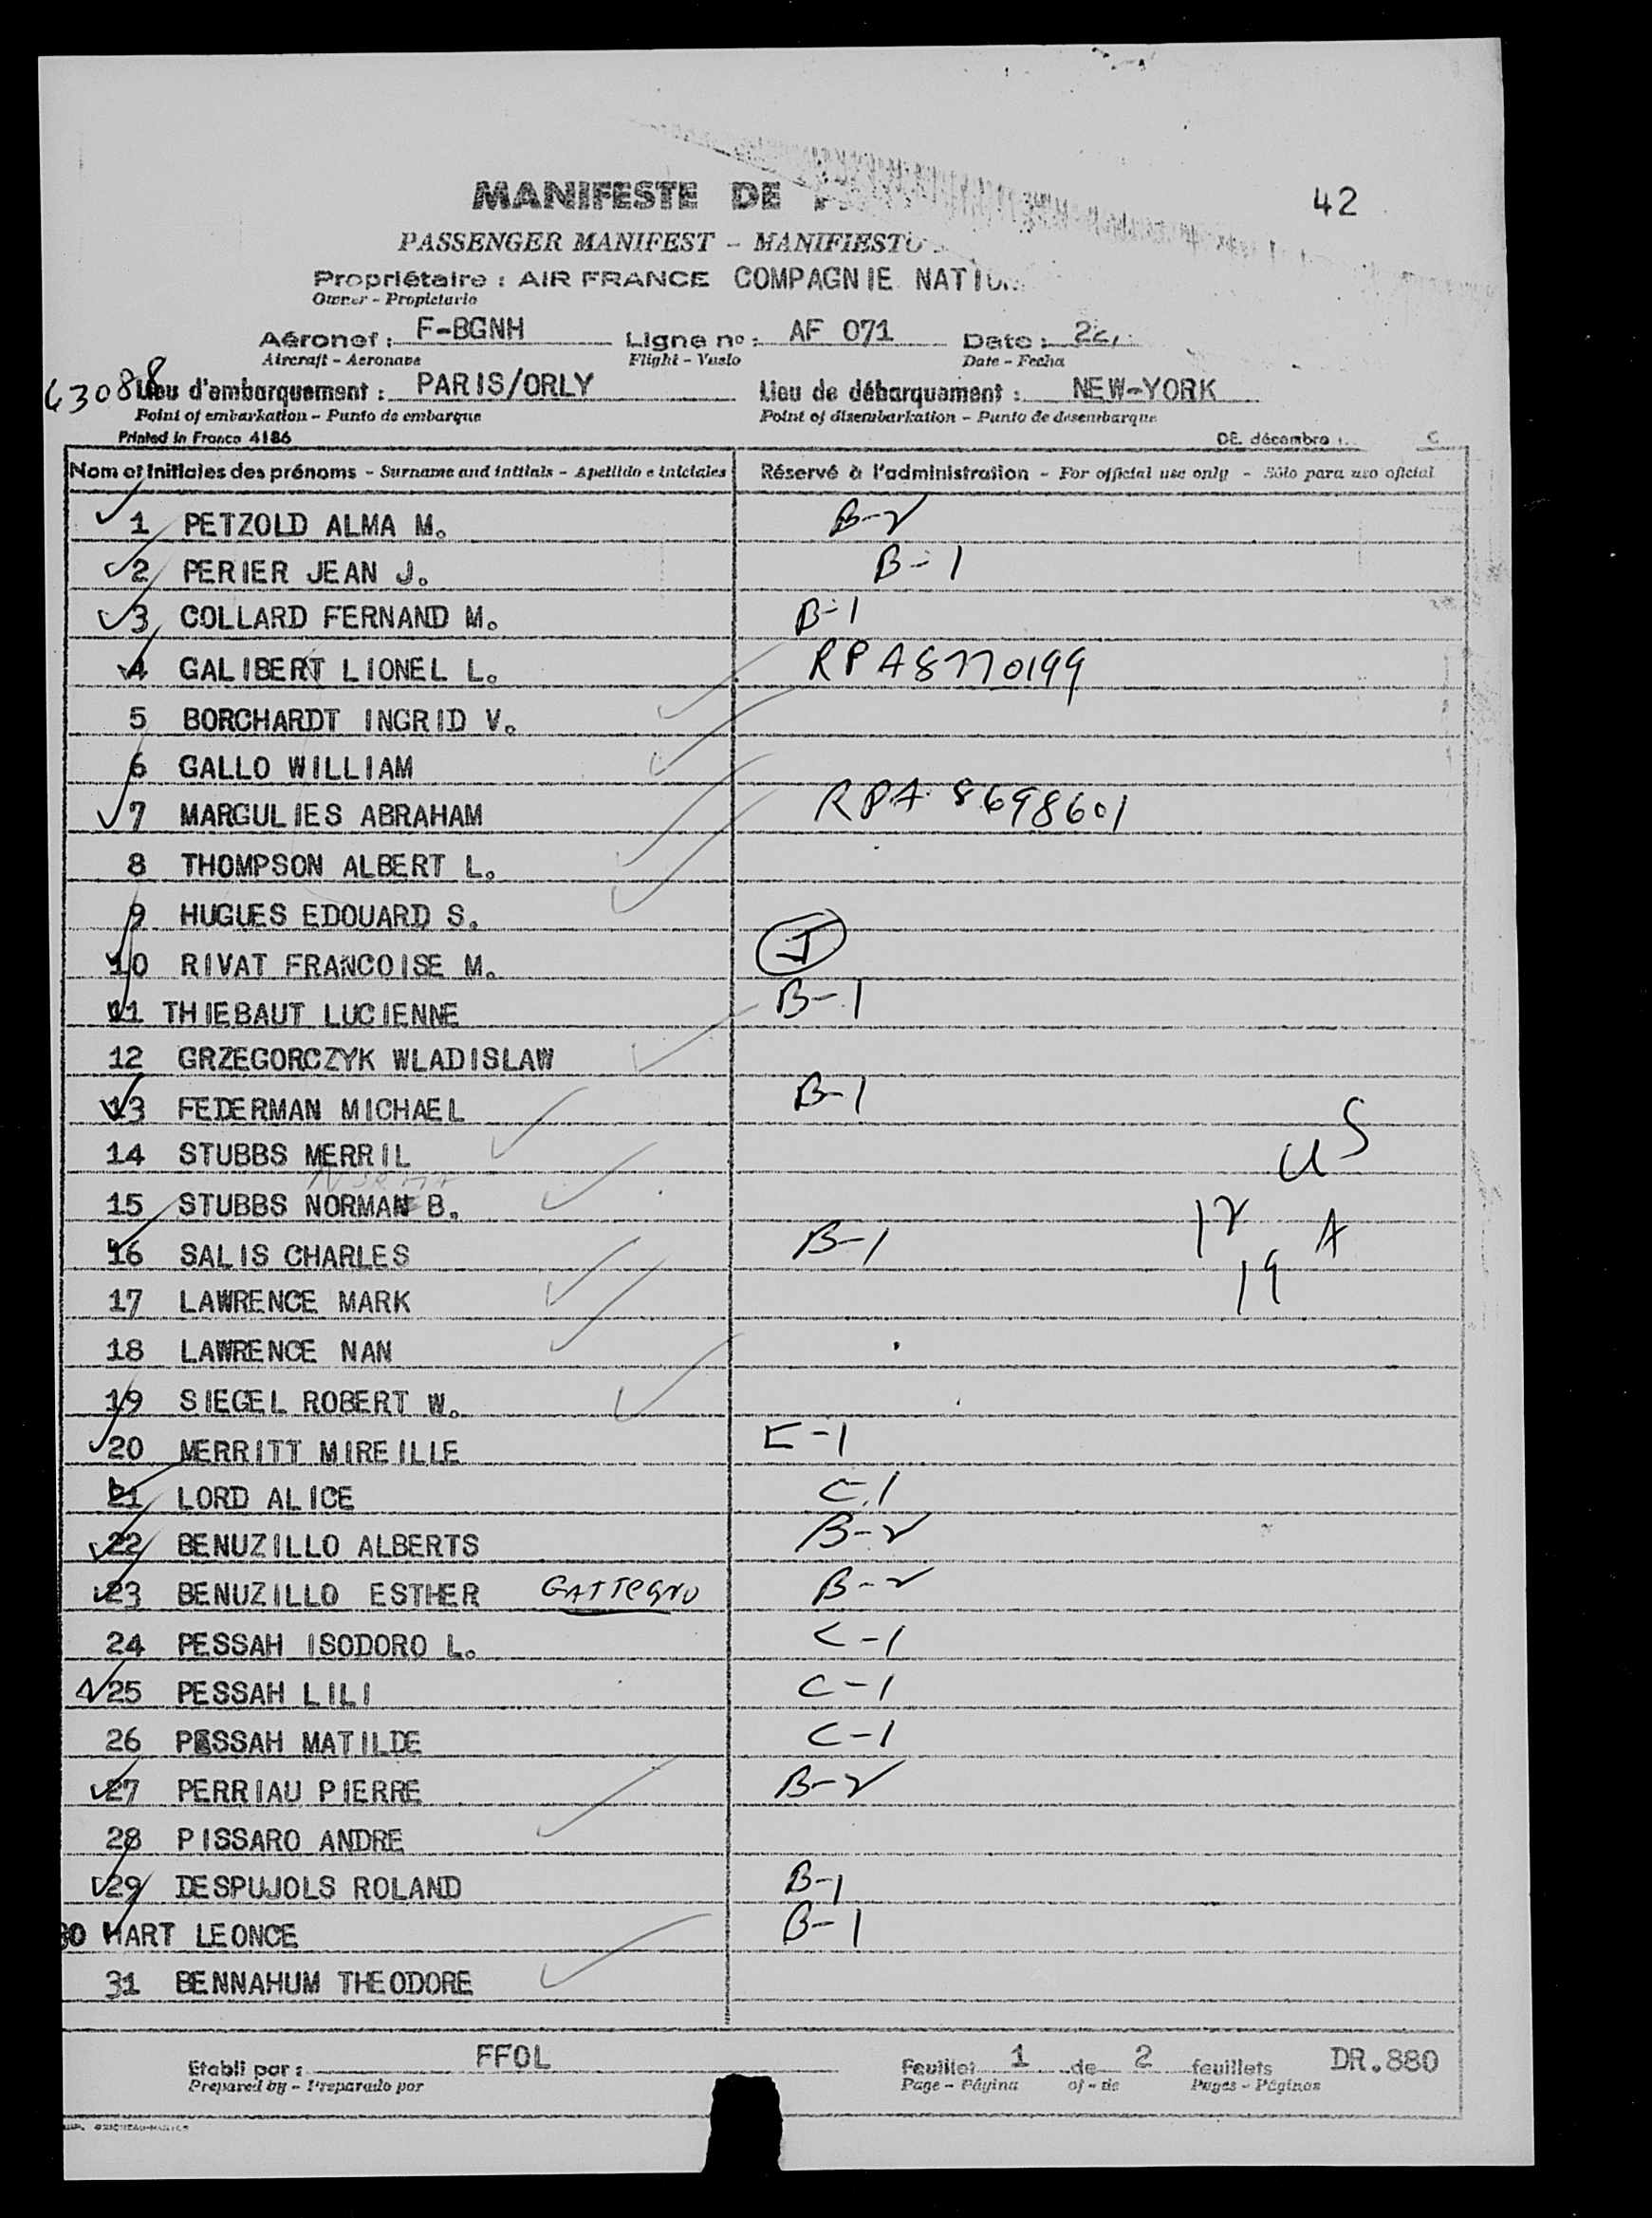 42
MANIFESTE DE
PASSENGER MANIFEST - MANIFIESTO
Propriétaire : AIR FRANCE COMPAGNIE
Owner - Propietario
Aéronef : F-BGNH Ligne no : AF 071 Date :
Aircraft - Aeronave Flight - Vuelo Date - Fecha
63088
Lieu d'embarquement : PARIS/ORLY Lieu de débarquement : NEW-YORK
Point of embarkation - Punto de embarque Point of disembarkation - Punto de desembarque
Printed in France 4186 DE. décembre
Nom et initiales des prénoms - Surname and initials - Apellido e iniciales Réservé à l'administration - For official use only - Sólo para uso oficial
1 PETZOLD ALMA M. B-2
2 PERIER JEAN J. B-1
3 COLLARD FERNAND M. B-1
4 GALIBERT LIONEL L. RPA8770199
5 BORCHARDT INGRID V.
6 GALLO WILLIAM
7 MARGULIES ABRAHAM RPA 8698601
8 THOMPSON ALBERT L.
9 HUGUES EDOUARD S.
10 RIVAT FRANCOISE M. J
11 THIEBAUT LUCIENNE B-1
12 GRZEGORCZYK WLADISLAW
13 FEDERMAN MICHAEL B-1
14 STUBBS MERRIL US
NORMA
15 STUBBS NORMAN B. 12 A
16 SALIS CHARLES B-1 19
17 LAWRENCE MARK
18 LAWRENCE NAN
19 SIEGEL ROBERT W.
20 MERRITT MIREILLE C-1
21 LORD ALICE C-1
22 BENUZILLO ALBERTS B-2
23 BENUZILLO ESTHER GATTEGNO B-2
24 PESSAH ISODORO L. C-1
25 PESSAH LILI C-1
26 PESSAH MATILDE C-1
27 PERRIAU PIERRE B-2
28 PISSARO ANDRE
29 DESPUJOLS ROLAND B-1
30 HART LEONCE B-1
31 BENNAHUM THEODORE
Etabli par : FFOL Feuillet 1 de 2 feuillets DR.880
Prepared by - Preparado por Page - Página of - de Pages - Páginas